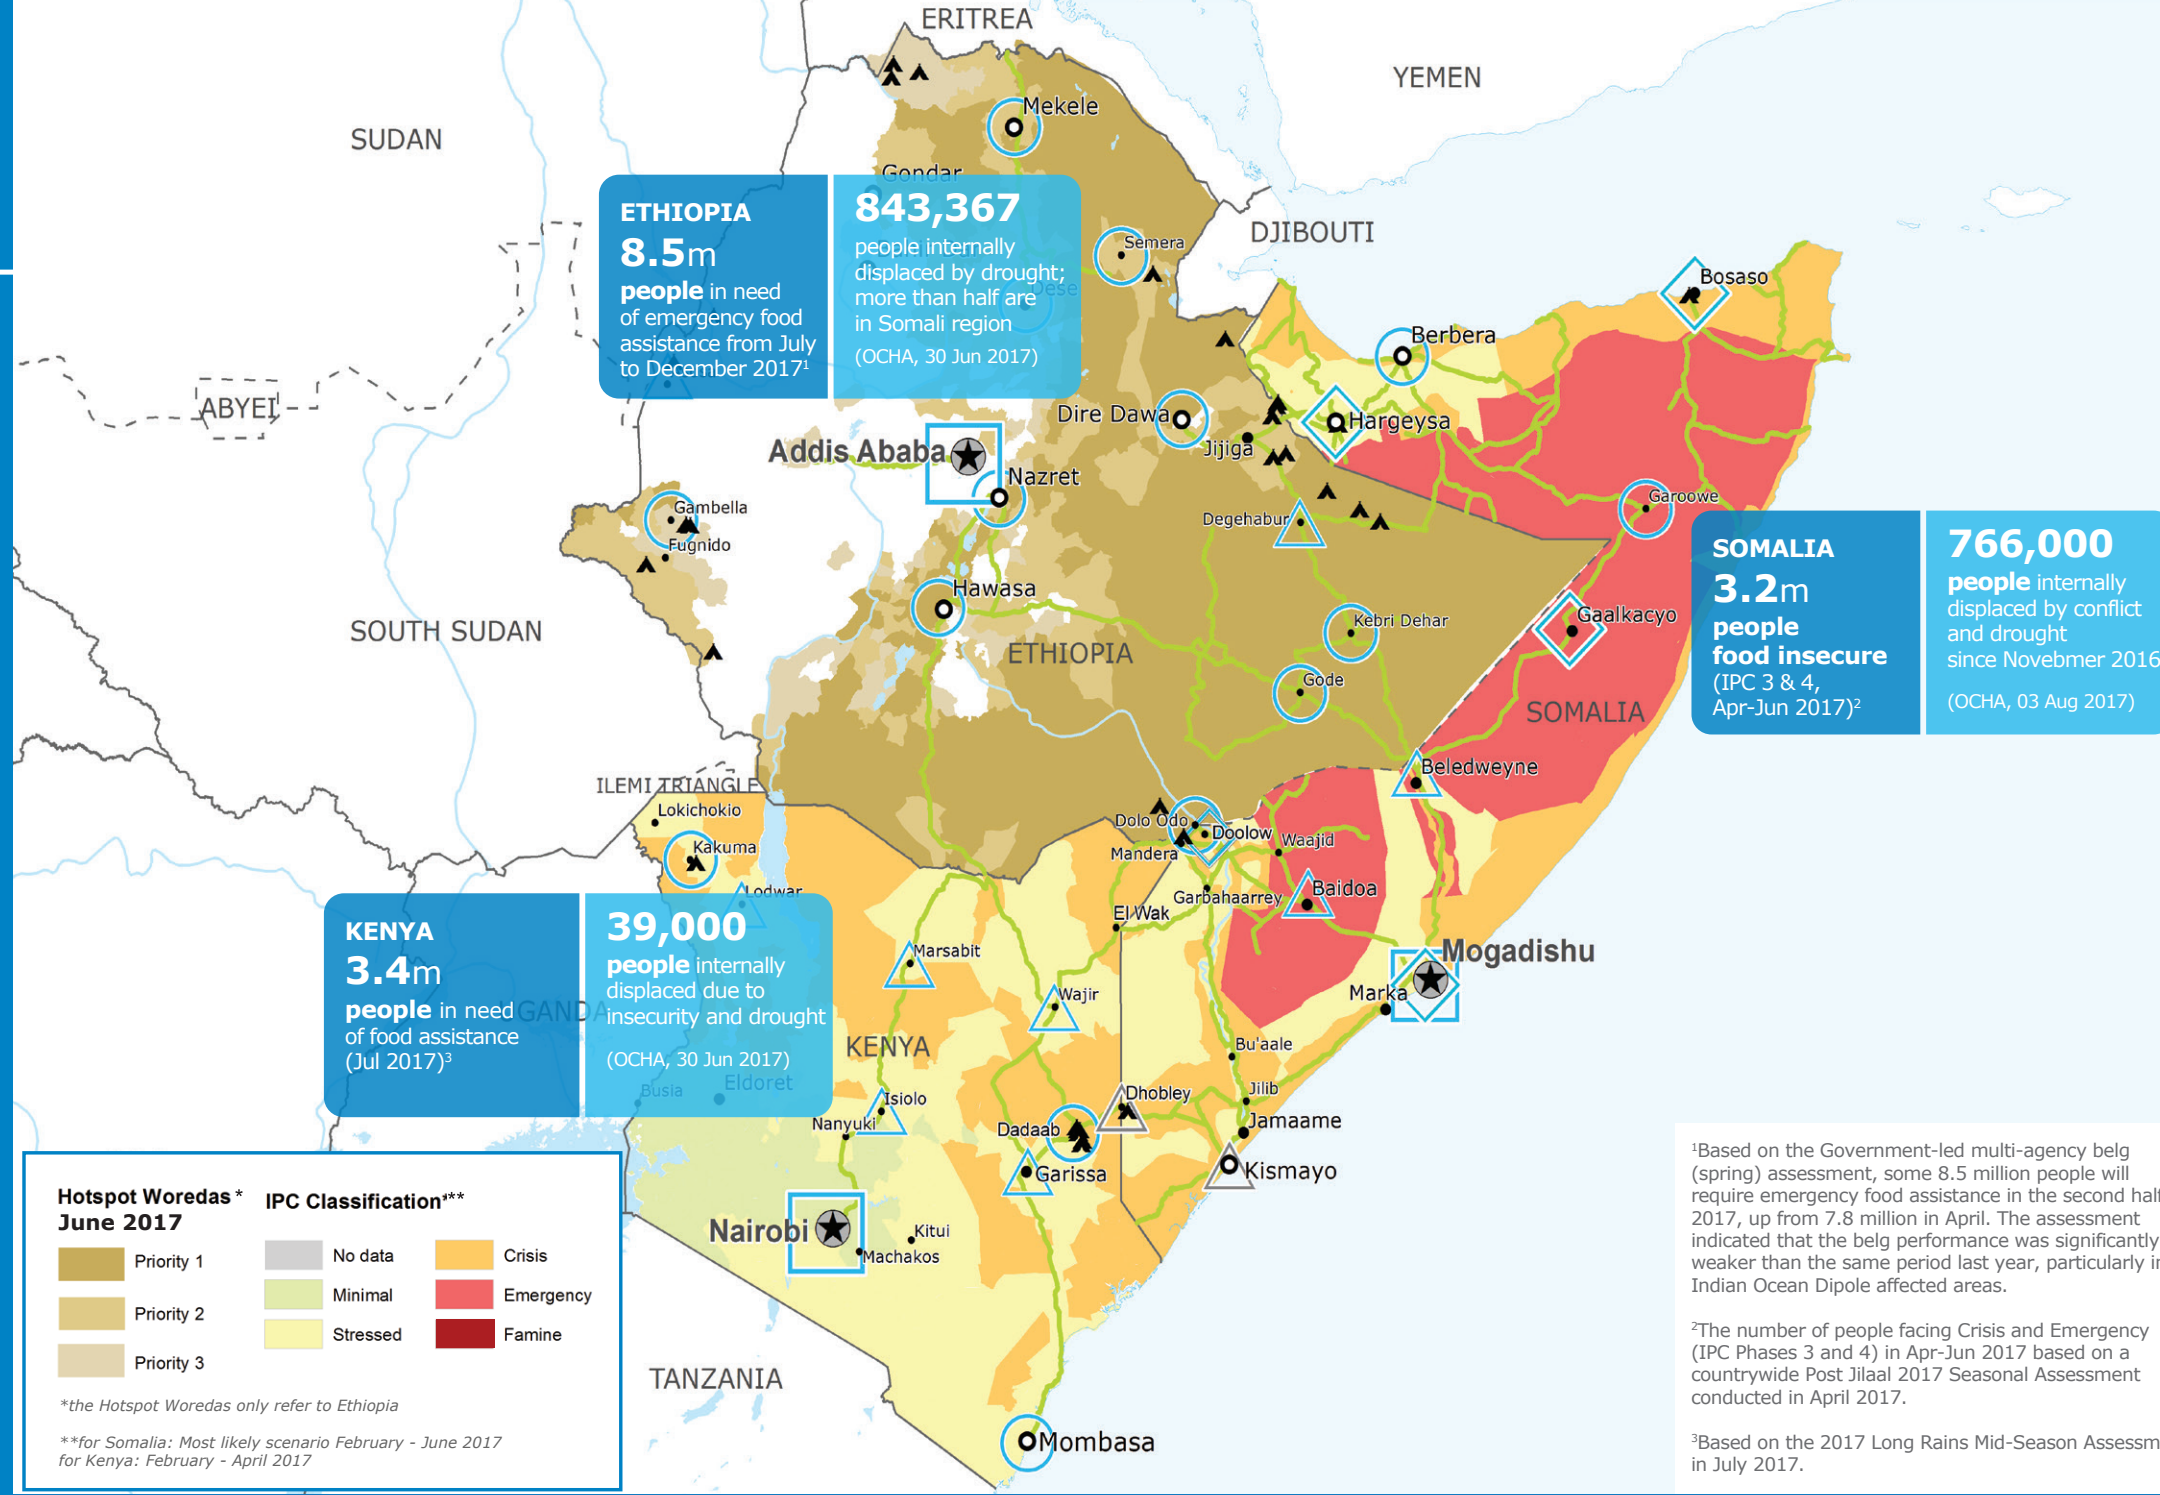 ERITREA
YEMEN
SUDAN
Mekele
Gondar
ETHIOPIA
8.5m
people in need
of emergency food
assistance from July
to December 2017¹
843,367
people internally
displaced by drought;
more than half are
in Somali region
(OCHA, 30 Jun 2017)
Dese
Semera
DJIBOUTI
Bosaso
Berbera
ABYEI
Dire Dawa
Hargeysa
Addis Ababa
Jijiga
Nazret
Gambella
Fugnido
Degehabur
Garoowe
SOMALIA
3.2m
people
food insecure
(IPC 3 & 4,
Apr-Jun 2017)²
766,000
people internally
displaced by conflict
and drought
since Novebmer 2016
(OCHA, 03 Aug 2017)
Hawasa
Kebri Dehar
Gaalkacyo
SOUTH SUDAN
ETHIOPIA
Gode
SOMALIA
Beledweyne
ILEMI TRIANGLE
Lokichokio
Dolo Odo
Doolow
Waajid
Kakuma
Mandera
Lodwar
Garbahaarrey
Baidoa
El Wak
KENYA
3.4m
people in need
of food assistance
(Jul 2017)³
39,000
people internally
displaced due to
insecurity and drought
(OCHA, 30 Jun 2017)
UGANDA
Marsabit
Mogadishu
Wajir
Marka
KENYA
Bu'aale
Busia
Eldoret
Isiolo
Dhobley
Jilib
Nanyuki
Dadaab
Jamaame
Garissa
Kismayo
Nairobi
Kitui
Machakos
TANZANIA
Mombasa
Hotspot Woredas *
June 2017
Priority 1
Priority 2
Priority 3
IPC Classification***
No data
Minimal
Stressed
Crisis
Emergency
Famine
*the Hotspot Woredas only refer to Ethiopia
**for Somalia: Most likely scenario February - June 2017
for Kenya: February - April 2017
¹Based on the Government-led multi-agency belg
(spring) assessment, some 8.5 million people will
require emergency food assistance in the second half
2017, up from 7.8 million in April. The assessment
indicated that the belg performance was significantly
weaker than the same period last year, particularly in
Indian Ocean Dipole affected areas.
²The number of people facing Crisis and Emergency
(IPC Phases 3 and 4) in Apr-Jun 2017 based on a
countrywide Post Jilaal 2017 Seasonal Assessment
conducted in April 2017.
³Based on the 2017 Long Rains Mid-Season Assessm
in July 2017.